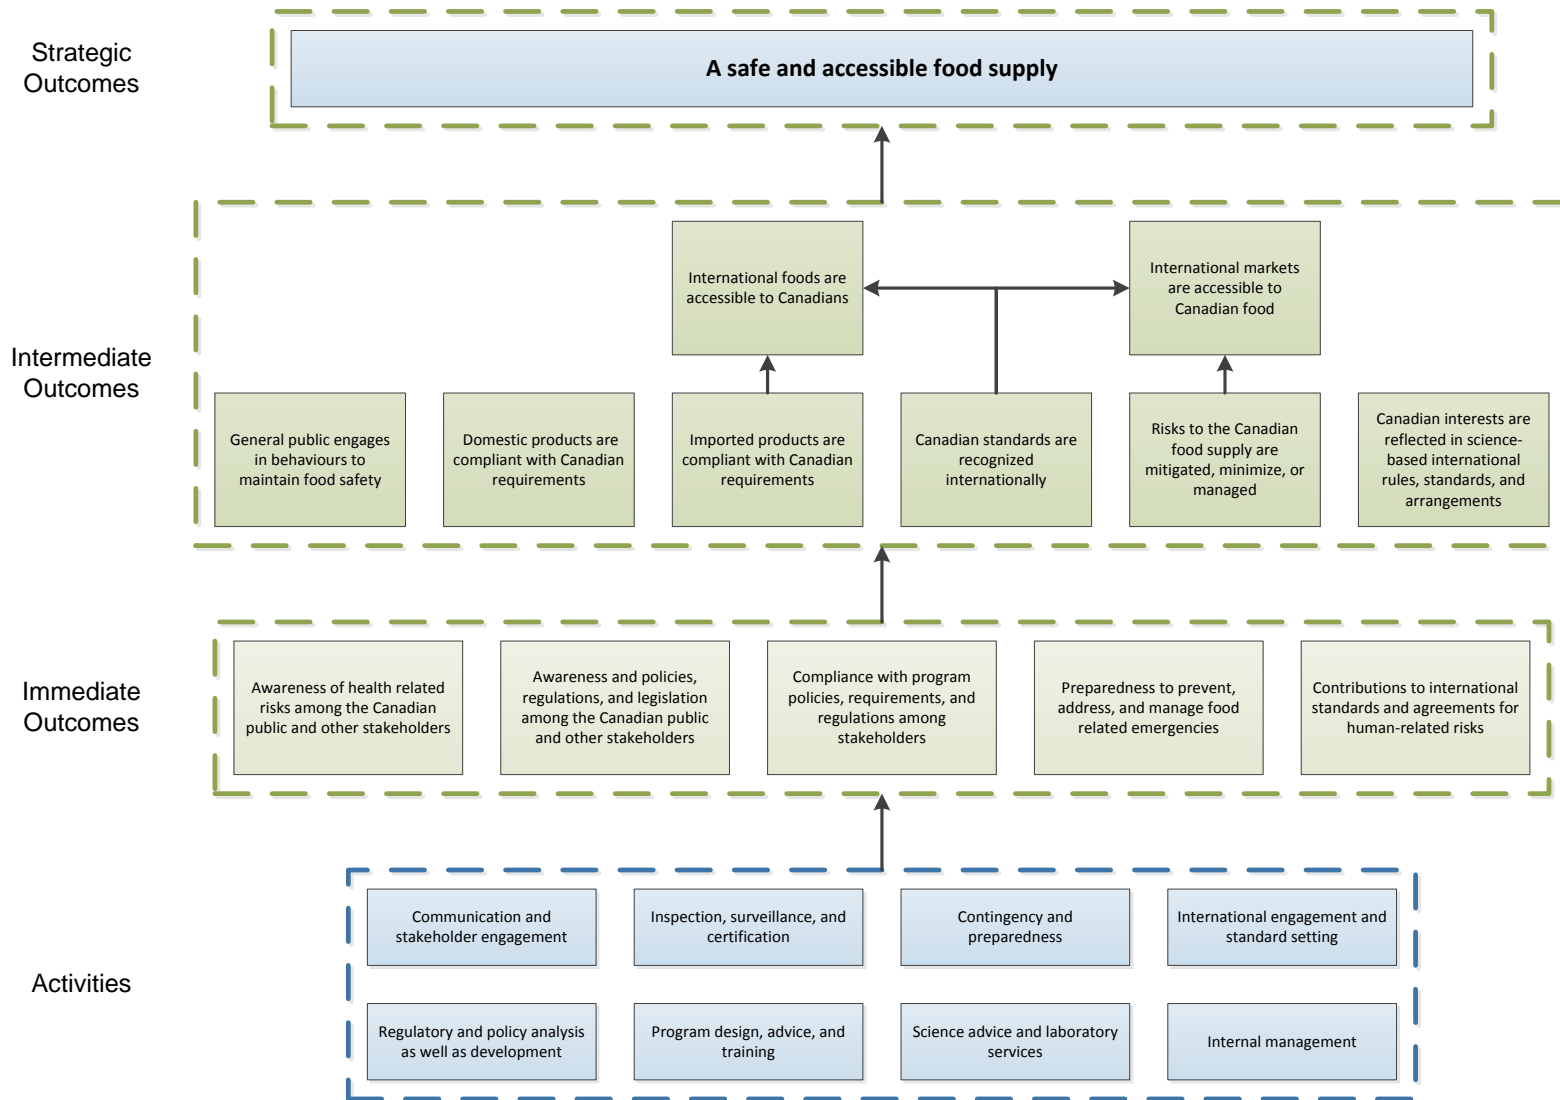 Strategic
Outcomes
A safe and accessible food supply
Intermediate
Outcomes
International foods are
accessible to Canadians
International markets
are accessible to
Canadian food
General public engages
in behaviours to
maintain food safety
Domestic products are
compliant with Canadian
requirements
Imported products are
compliant with Canadian
requirements
Canadian standards are
recognized
internationally
Risks to the Canadian
food supply are
mitigated, minimize, or
managed
Canadian interests are
reflected in science-
based international
rules, standards, and
arrangements
Immediate
Outcomes
Awareness of health related
risks among the Canadian
public and other stakeholders
Awareness and policies,
regulations, and legislation
among the Canadian public
and other stakeholders
Compliance with program
policies, requirements, and
regulations among
stakeholders
Preparedness to prevent,
address, and manage food
related emergencies
Contributions to international
standards and agreements for
human-related risks
Activities
Communication and
stakeholder engagement
Inspection, surveillance, and
certification
Contingency and
preparedness
International engagement and
standard setting
Regulatory and policy analysis
as well as development
Program design, advice, and
training
Science advice and laboratory
services
Internal management